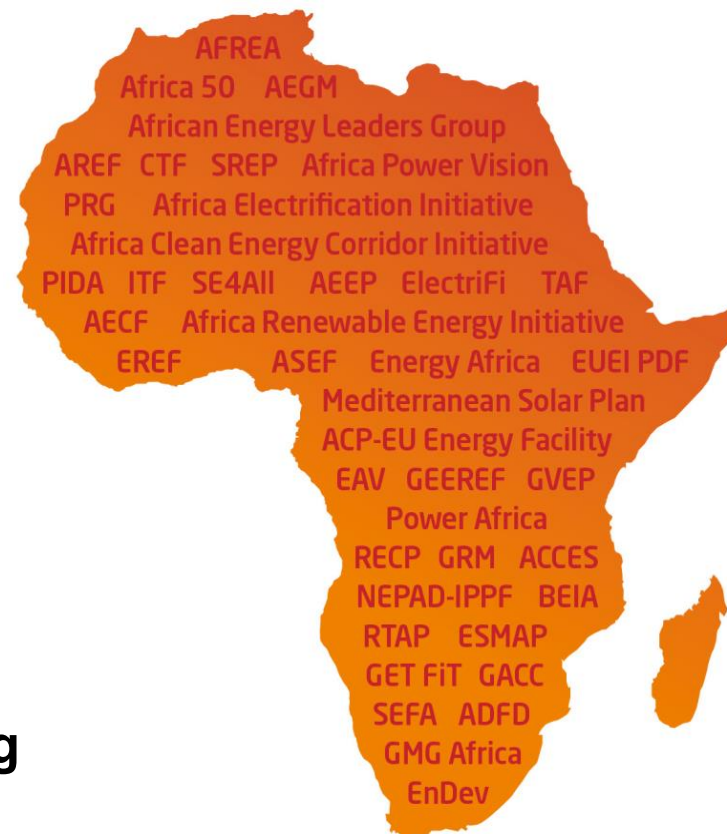 AFREA
Africa 50 AEGM
African Energy Leaders Group
AREF CTF SREP Africa Power Vision
PRG Africa Electrification Initiative
Africa Clean Energy Corridor Initiative
PIDA ITF SE4All AEEP ElectriFi TAF
AECF Africa Renewable Energy Initiative
EREF ASEF Energy Africa EUEI PDF
Mediterranean Solar Plan
ACP-EU Energy Facility
EAV GEEREF GVEP
Power Africa
RECP GRM ACCES
NEPAD-IPPF BEIA
RTAP ESMAP
GET FiT GACC
SEFA ADFD
GMG Africa
EnDev
g